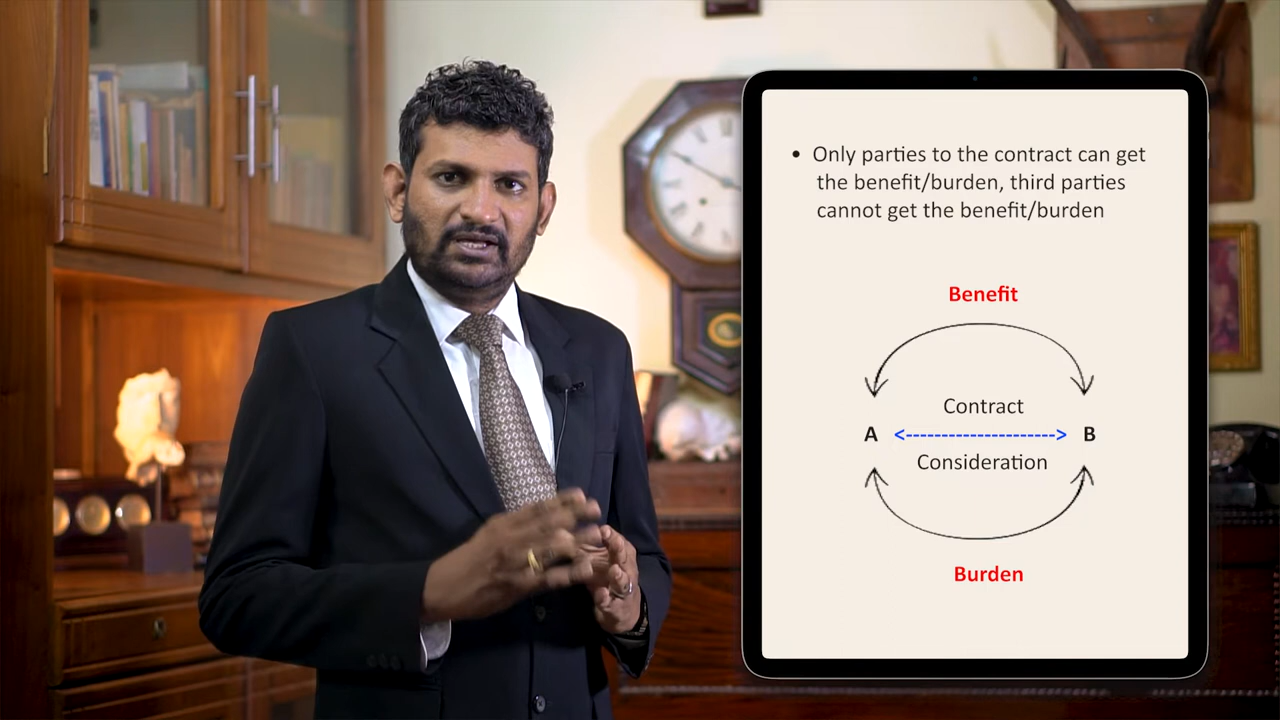 • Only parties to the contract can get
the benefit/burden, third parties
cannot get the benefit/burden
Benefit
Contract
A <---------------------> B
Consideration
Burden